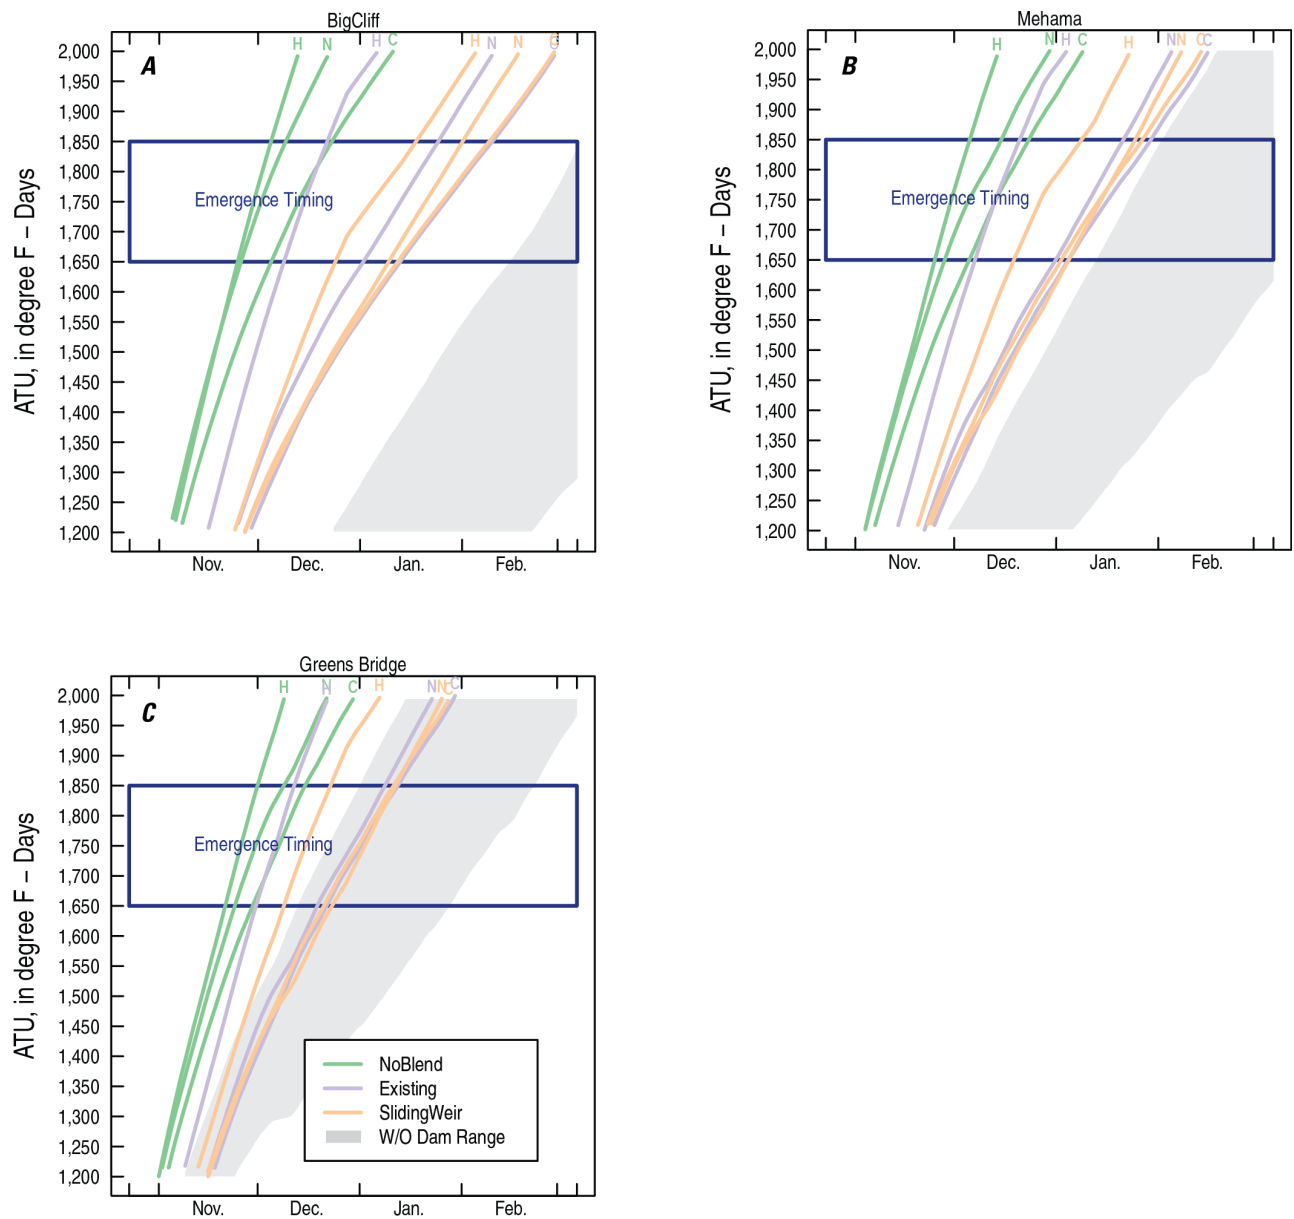 BigCliff
A
H N H C H N N C
2,000
1,950
1,900
1,850
1,800
1,750
1,700
1,650
1,600
1,550
1,500
1,450
1,400
1,350
1,300
1,250
1,200
ATU, in degree F – Days
Emergence Timing
Nov. Dec. Jan. Feb.
Mehama
B
H N H C H N N C C
2,000
1,950
1,900
1,850
1,800
1,750
1,700
1,650
1,600
1,550
1,500
1,450
1,400
1,350
1,300
1,250
1,200
ATU, in degree F – Days
Emergence Timing
Nov. Dec. Jan. Feb.
Greens Bridge
C
H N H C H N N C C
2,000
1,950
1,900
1,850
1,800
1,750
1,700
1,650
1,600
1,550
1,500
1,450
1,400
1,350
1,300
1,250
1,200
ATU, in degree F – Days
Emergence Timing
NoBlend
Existing
SlidingWeir
W/O Dam Range
Nov. Dec. Jan. Feb.